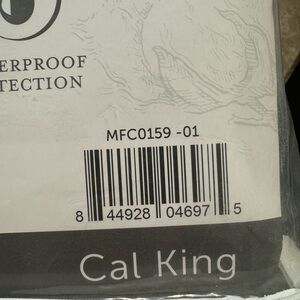 ERPROOF
TECTION
MFC0159 -01
8 44928 04697 5
Cal King